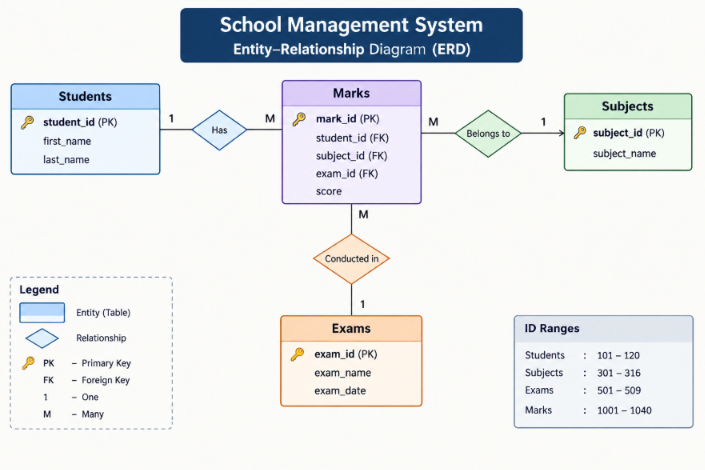 School Management System
Entity–Relationship Diagram (ERD)
Students
student_id (PK)
first_name
last_name
1
Has
M
Marks
mark_id (PK)
student_id (FK)
subject_id (FK)
exam_id (FK)
score
M
Belongs to
1
Subjects
subject_id (PK)
subject_name
M
Conducted in
1
Exams
exam_id (PK)
exam_name
exam_date
Legend
Entity (Table)
Relationship
PK – Primary Key
FK – Foreign Key
1 – One
M – Many
ID Ranges
Students : 101 – 120
Subjects : 301 – 316
Exams : 501 – 509
Marks : 1001 – 1040